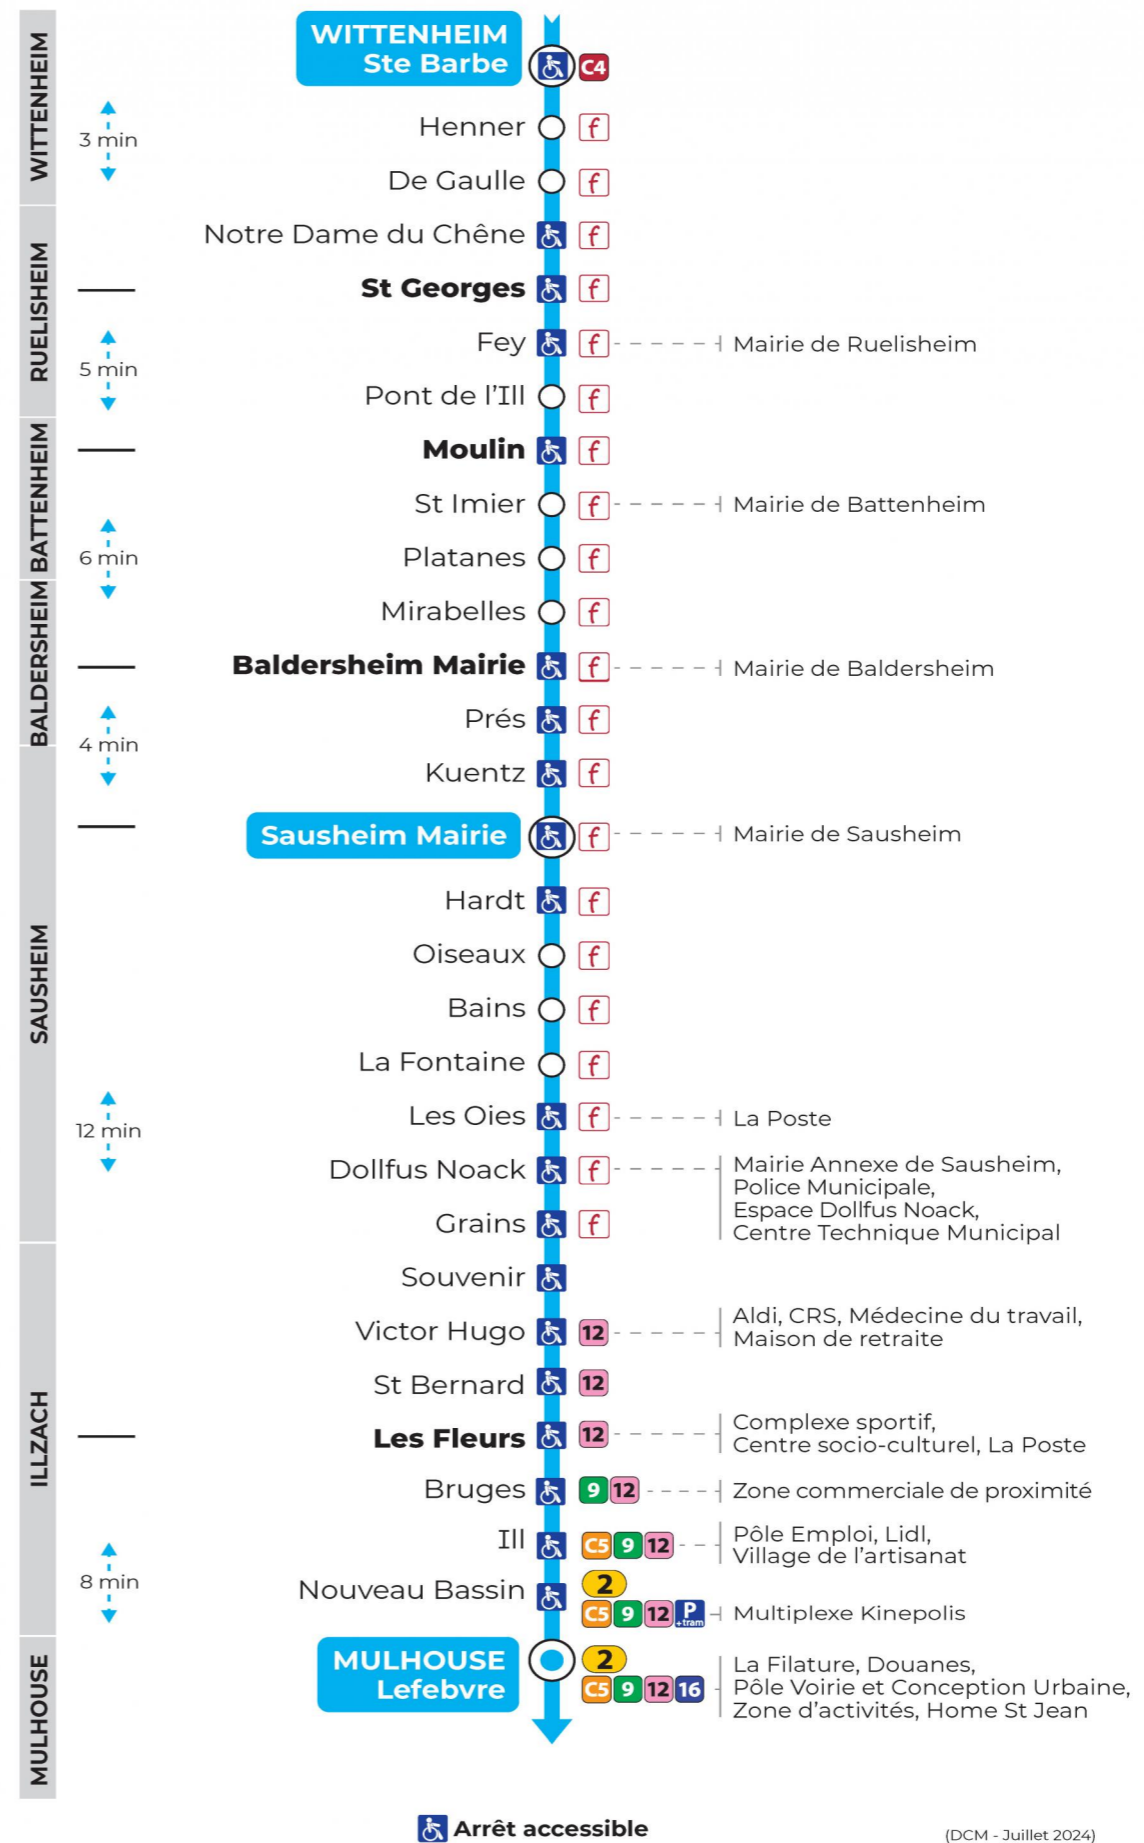 WITTENHEIM
Ste Barbe
C4
WITTENHEIM
3 min
Henner f
De Gaulle f
RUELISHEIM
Notre Dame du Chêne f
St Georges f
5 min
Fey f Mairie de Ruelisheim
Pont de l'Ill f
BATTENHEIM
Moulin f
St Imier f Mairie de Battenheim
6 min
Platanes f
BALDERSHEIM
Mirabelles f
Baldersheim Mairie f Mairie de Baldersheim
Prés f
4 min
SAUSHEIM
Kuentz f
Sausheim Mairie f Mairie de Sausheim
Hardt f
Oiseaux f
Bains f
La Fontaine f
12 min
Les Oies f La Poste
Dollfus Noack f
Mairie Annexe de Sausheim,
Police Municipale,
Espace Dollfus Noack,
Centre Technique Municipal
Grains f
ILLZACH
Souvenir
Victor Hugo 12
Aldi, CRS, Médecine du travail,
Maison de retraite
St Bernard 12
Les Fleurs 12
Complexe sportif,
Centre socio-culturel, La Poste
Bruges 9 12 Zone commerciale de proximité
Ill C5 9 12
Pôle Emploi, Lidl,
Village de l'artisanat
8 min
Nouveau Bassin 2
C5 9 12 P +tram Multiplexe Kinepolis
MULHOUSE
MULHOUSE
Lefebvre
2
C5 9 12 16
La Filature, Douanes,
Pôle Voirie et Conception Urbaine,
Zone d'activités, Home St Jean
Arrêt accessible
(DCM - Juillet 2024)